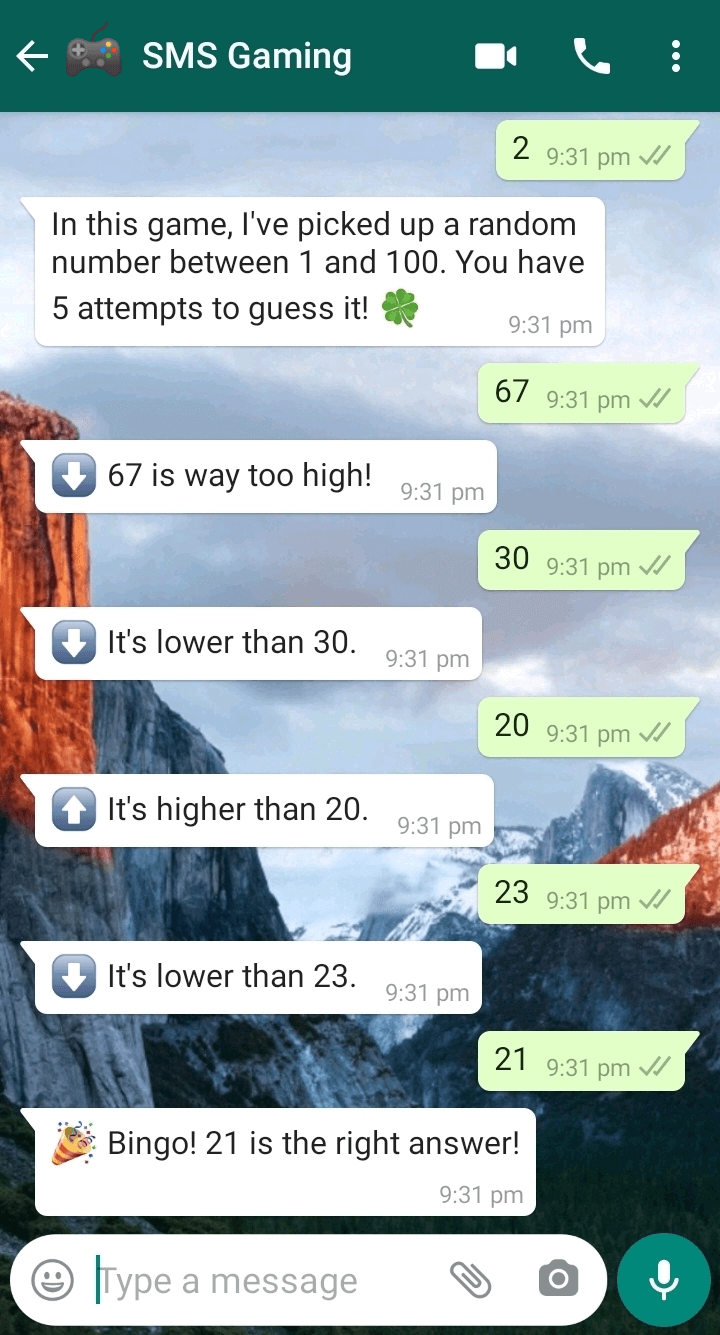 SMS Gaming
2 9:31 pm
In this game, I've picked up a random
number between 1 and 100. You have
5 attempts to guess it!
9:31 pm
67 9:31 pm
67 is way too high! 9:31 pm
30 9:31 pm
It's lower than 30. 9:31 pm
20 9:31 pm
It's higher than 20. 9:31 pm
23 9:31 pm
It's lower than 23. 9:31 pm
21 9:31 pm
Bingo! 21 is the right answer!
9:31 pm
Type a message